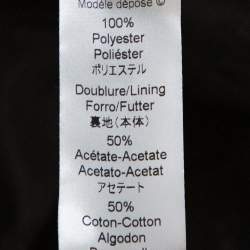 Modèle déposé ©
100%
Polyester
Poliéster
ポリエステル
Doublure/Lining
Forro/Futter
裏地(本体)
50%
Acétate-Acetate
Acetato-Acetat
アセテート
50%
Coton-Cotton
Algodon